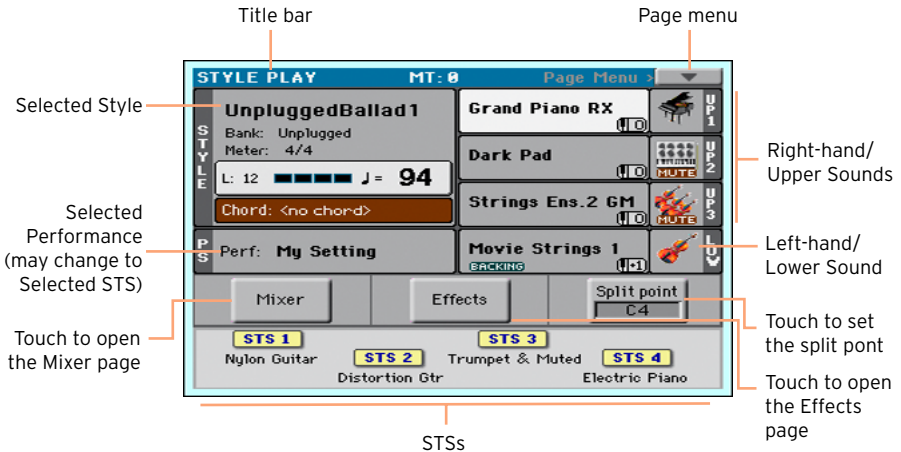 Title bar
Page menu
STYLE PLAY MT: 0 Page Menu >
Selected Style
STYLE
UnpluggedBallad1
Bank: Unplugged
Meter: 4/4
L: 12 ♩= 94
Chord: <no chord>
Grand Piano RX
0
UP1
Dark Pad
0
MUTE
UP2
Strings Ens.2 GM
0
MUTE
UP3
Right-hand/
Upper Sounds
Selected
Performance
(may change to
Selected STS)
PS
Perf: My Setting
Movie Strings 1
BACKING
+1
LOW
Left-hand/
Lower Sound
Mixer
Effects
Split point
C4
Touch to open
the Mixer page
Touch to set
the split pont
STS 1
Nylon Guitar
STS 2
Distortion Gtr
STS 3
Trumpet & Muted
STS 4
Electric Piano
Touch to open
the Effects
page
STSs